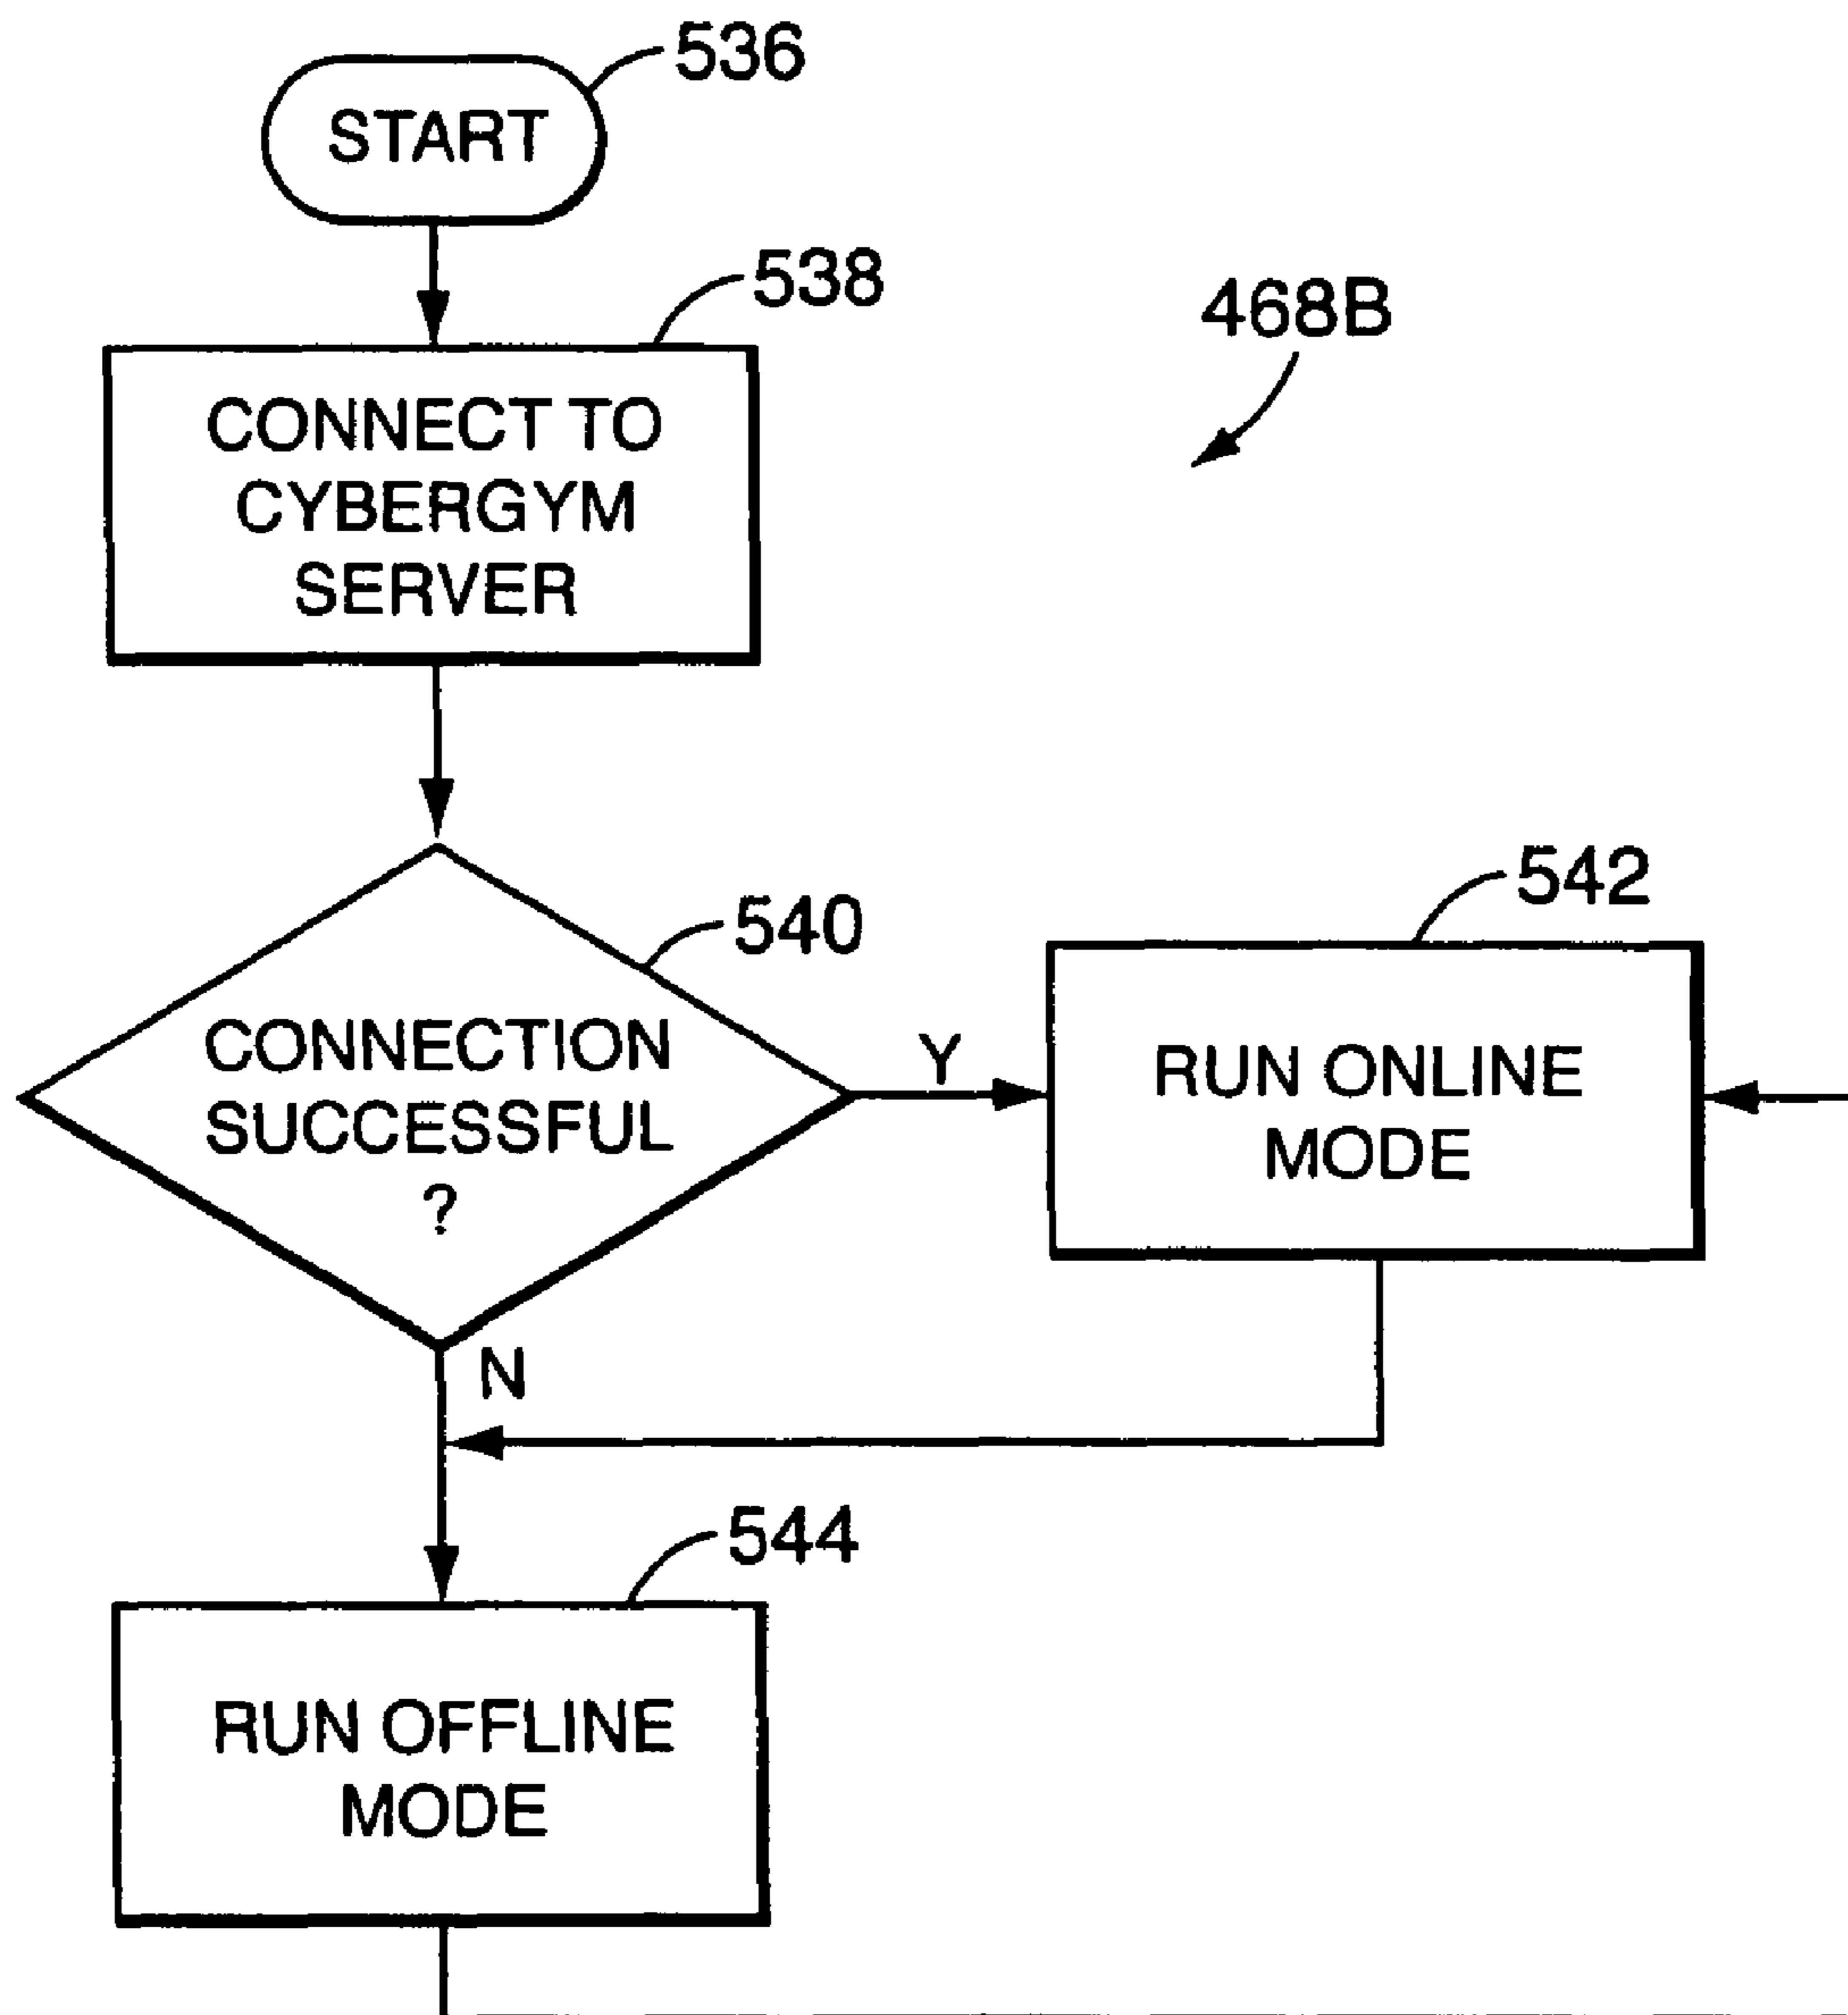 536
START
538
468B
CONNECT TO
CYBERGYM
SERVER
540
542
CONNECTION
SUCCESSFUL
?
Y
RUN ONLINE
MODE
N
544
RUN OFFLINE
MODE